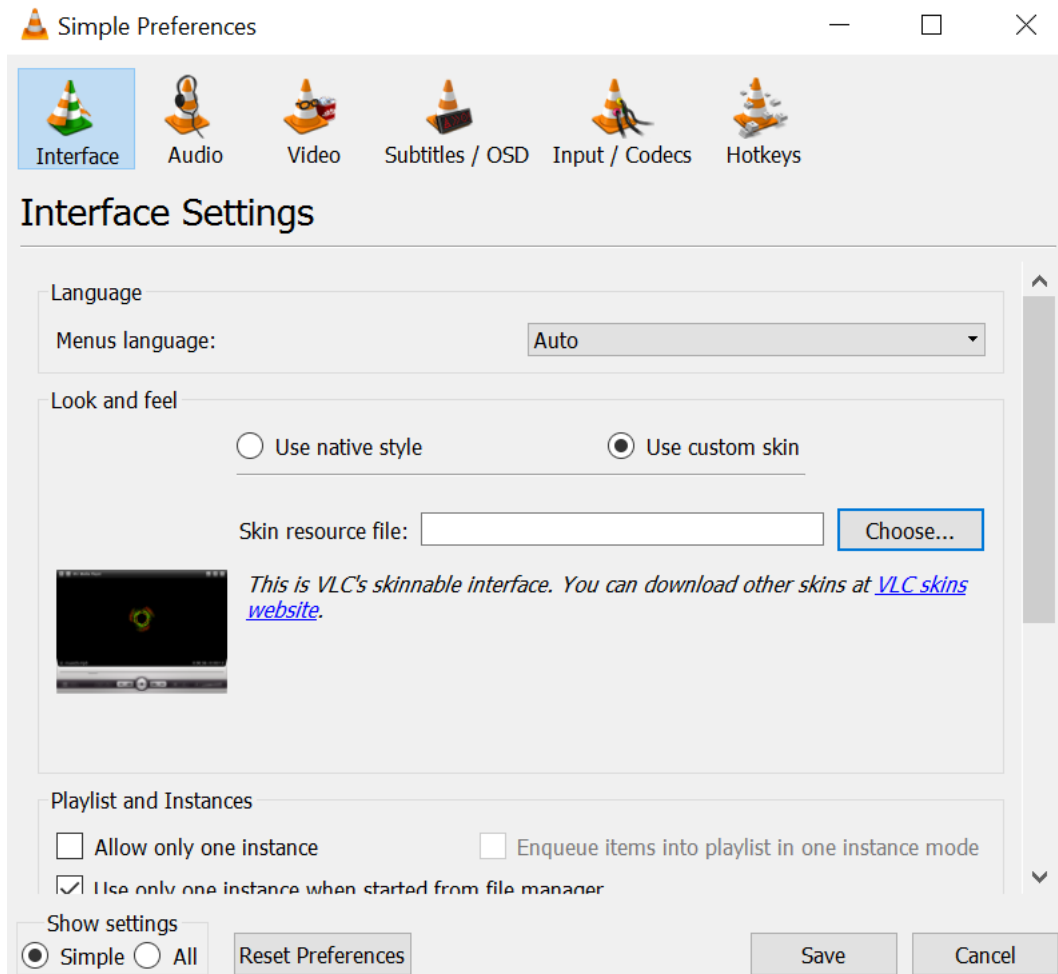 Simple Preferences
Interface Audio Video Subtitles / OSD Input / Codecs Hotkeys
Interface Settings
Language
Menus language: Auto
Look and feel
Use native style Use custom skin
Skin resource file: Choose...
This is VLC's skinnable interface. You can download other skins at VLC skins
website.
Playlist and Instances
Allow only one instance Enqueue items into playlist in one instance mode
Use only one instance when started from file manager
Show settings
Simple All Reset Preferences Save Cancel